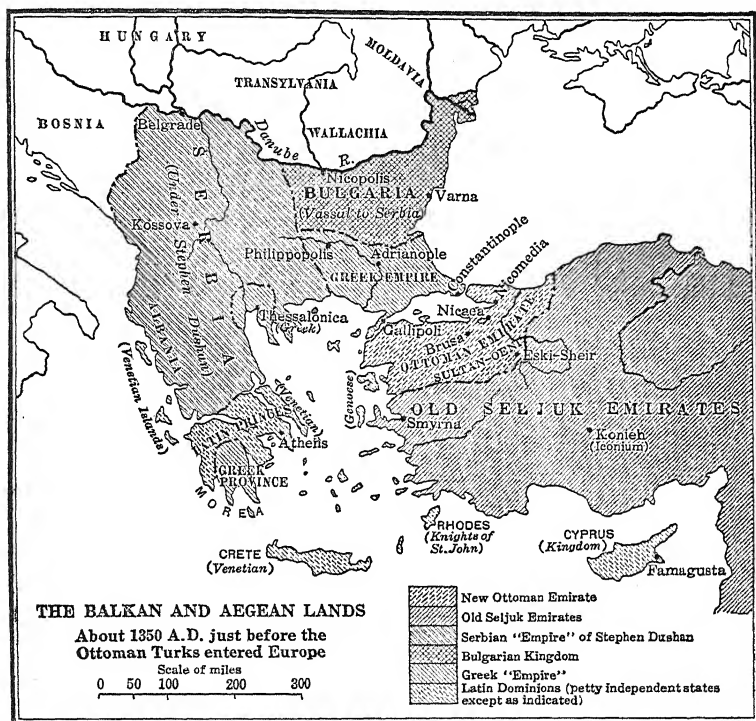 HUNGARY
MOLDAVIA
TRANSYLVANIA
BOSNIA
Belgrade
Danube R.
WALLACHIA
SERBIA
(Under Stephen Dushan)
Nicopolis
BULGARIA
(Vassal to Serbia)
Varna
Kossova
Philippopolis
Adrianople
Constantinople
Nicomedia
GREEK EMPIRE
ALBANIA
Thessalonica
(Greek)
Gallipoli
Nicaea
Brusa
OTTOMAN EMIRATE
SULTAN-OENI
Eski-Sheir
(Venetian Islands)
(Venetian)
(Genoese)
OLD SELJUK EMIRATES
Smyrna
Konieh
(Iconium)
LATIN PRINCES
Athens
GREEK
PROVINCE
MOREA
RHODES
(Knights of
St. John)
CYPRUS
(Kingdom)
Famagusta
CRETE
(Venetian)
THE BALKAN AND AEGEAN LANDS
About 1350 A.D. just before the
Ottoman Turks entered Europe
Scale of miles
0 50 100 200 300
New Ottoman Emirate
Old Seljuk Emirates
Serbian "Empire" of Stephen Dushan
Bulgarian Kingdom
Greek "Empire"
Latin Dominions (petty independent states
except as indicated)